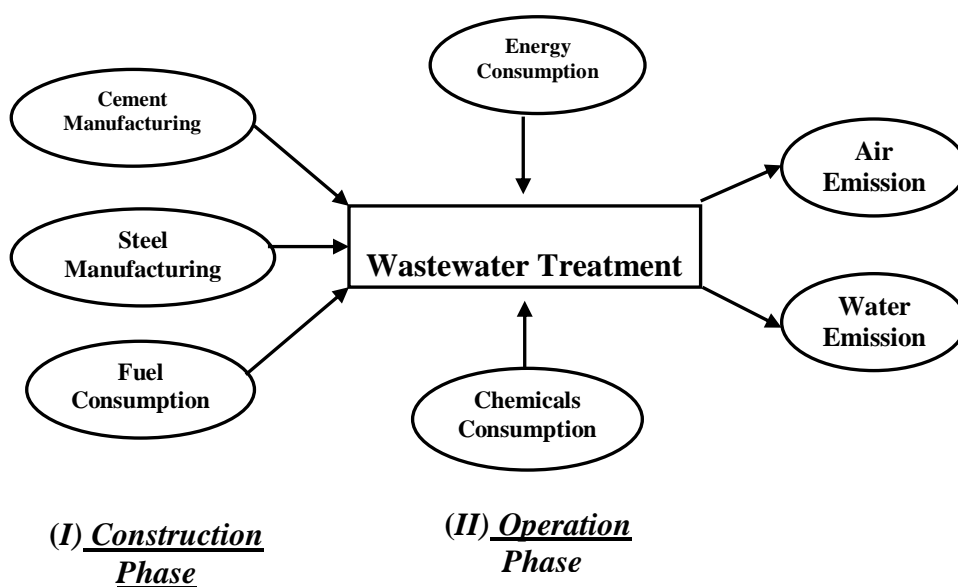 Energy
Consumption
Cement
Manufacturing
Air
Emission
Steel
Manufacturing
Wastewater Treatment
Water
Emission
Fuel
Consumption
Chemicals
Consumption
(I) Construction
Phase
(II) Operation
Phase